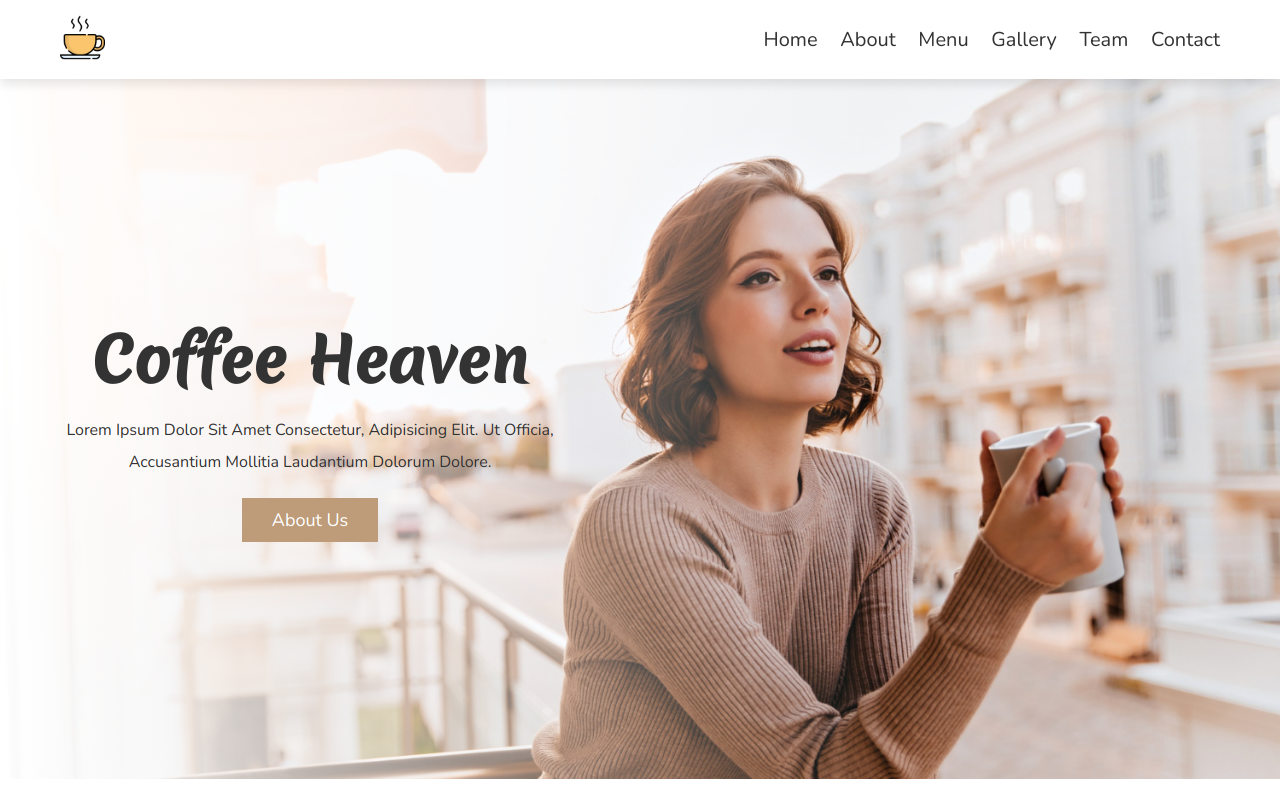 Home About Menu Gallery Team Contact
Coffee Heaven
Lorem Ipsum Dolor Sit Amet Consectetur, Adipisicing Elit. Ut Officia,
Accusantium Mollitia Laudantium Dolorum Dolore.
About Us